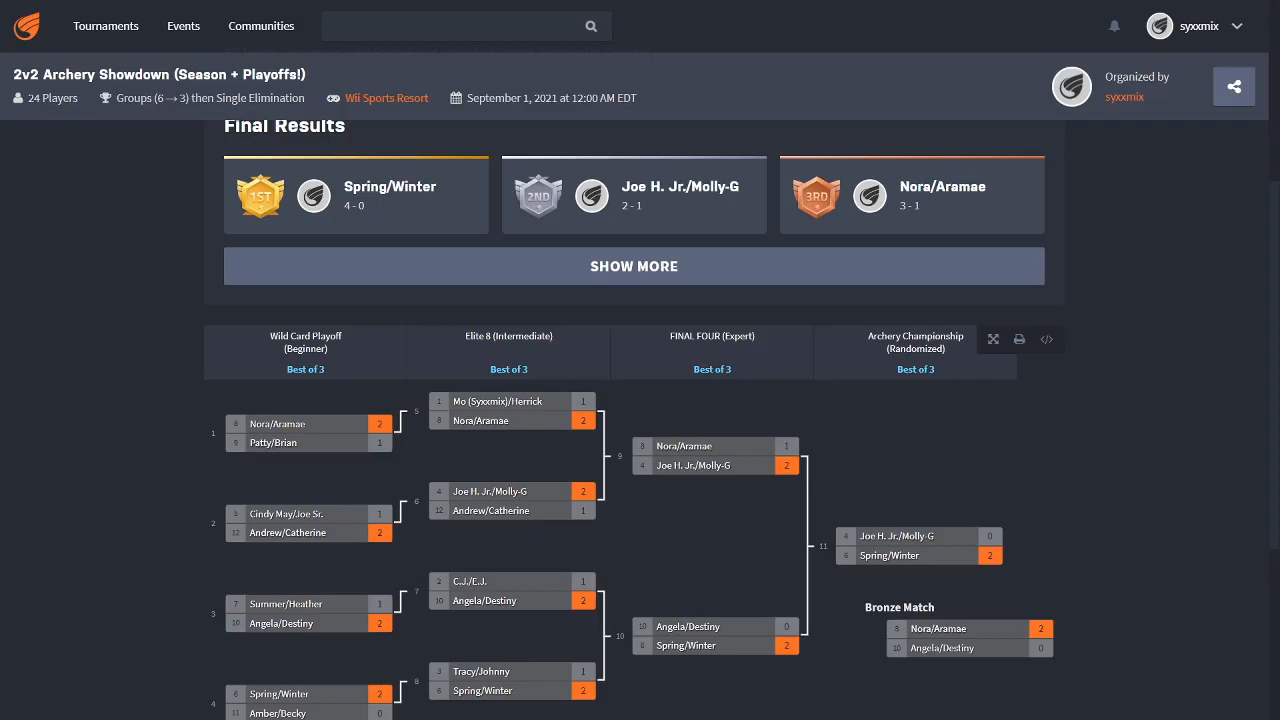 Tournaments
Events
Communities
syxxmix
2v2 Archery Showdown (Season + Playoffs!)
24 Players
Groups (6 → 3) then Single Elimination
Wii Sports Resort
September 1, 2021 at 12:00 AM EDT
Organized by
syxxmix
Final Results
1ST
Spring/Winter
4 - 0
2ND
Joe H. Jr./Molly-G
2 - 1
3RD
Nora/Aramae
3 - 1
SHOW MORE
Wild Card Playoff
(Beginner)
Best of 3
Elite 8 (Intermediate)
Best of 3
FINAL FOUR (Expert)
Best of 3
Archery Championship
(Randomized)
Best of 3
1
8 Nora/Aramae 2
9 Patty/Brian 1
2
5 Cindy May/Joe Sr. 1
12 Andrew/Catherine 2
3
7 Summer/Heather 1
10 Angela/Destiny 2
4
6 Spring/Winter 2
11 Amber/Becky 0
5
1 Mo (Syxxmix)/Herrick 1
8 Nora/Aramae 2
6
4 Joe H. Jr./Molly-G 2
12 Andrew/Catherine 1
7
2 C.J./E.J. 1
10 Angela/Destiny 2
8
3 Tracy/Johnny 1
6 Spring/Winter 2
9
8 Nora/Aramae 1
4 Joe H. Jr./Molly-G 2
10
10 Angela/Destiny 0
6 Spring/Winter 2
11
4 Joe H. Jr./Molly-G 0
6 Spring/Winter 2
Bronze Match
8 Nora/Aramae 2
10 Angela/Destiny 0